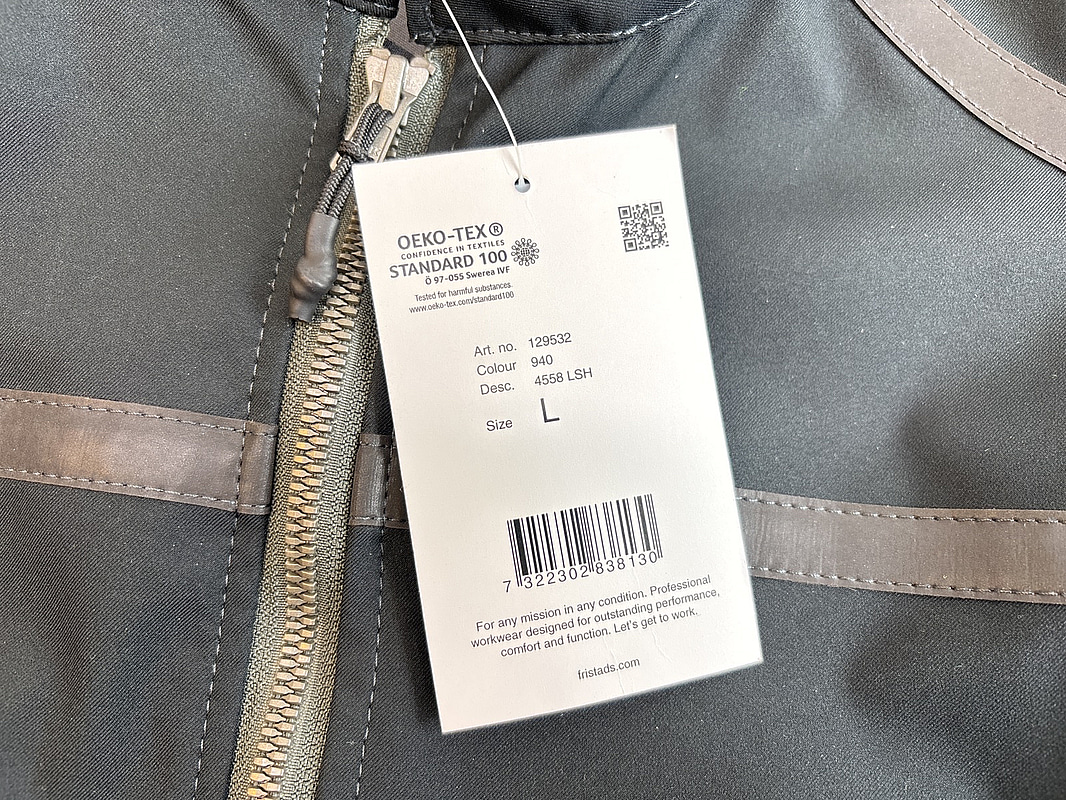 OEKO-TEX®
CONFIDENCE IN TEXTILES
STANDARD 100
Ö 97-055 Swerea IVF
Tested for harmful substances.
www.oeko-tex.com/standard100
Art. no. 129532
Colour 940
Desc. 4558 LSH
Size L
7 322302 838130
For any mission in any condition. Professional
workwear designed for outstanding performance,
comfort and function. Let's get to work.
fristads.com